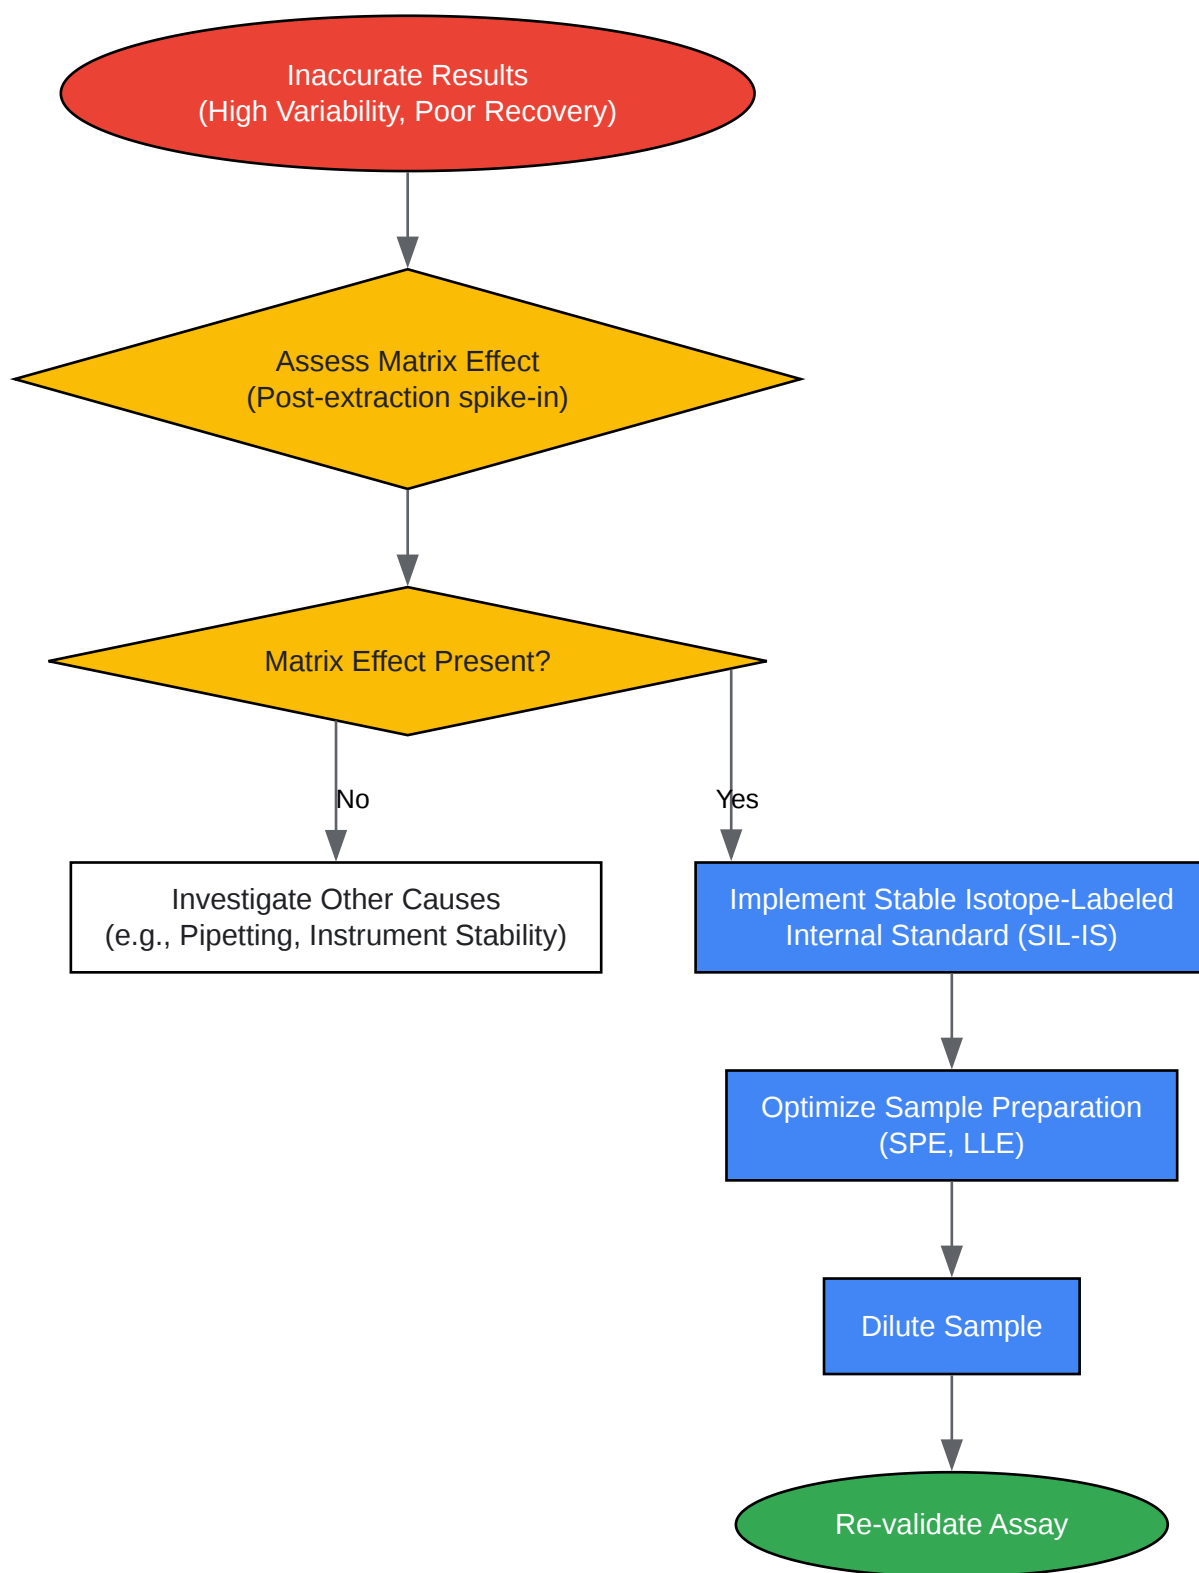 Inaccurate Results
(High Variability, Poor Recovery)
Assess Matrix Effect
(Post-extraction spike-in)
Matrix Effect Present?
No
Yes
Investigate Other Causes
(e.g., Pipetting, Instrument Stability)
Implement Stable Isotope-Labeled
Internal Standard (SIL-IS)
Optimize Sample Preparation
(SPE, LLE)
Dilute Sample
Re-validate Assay